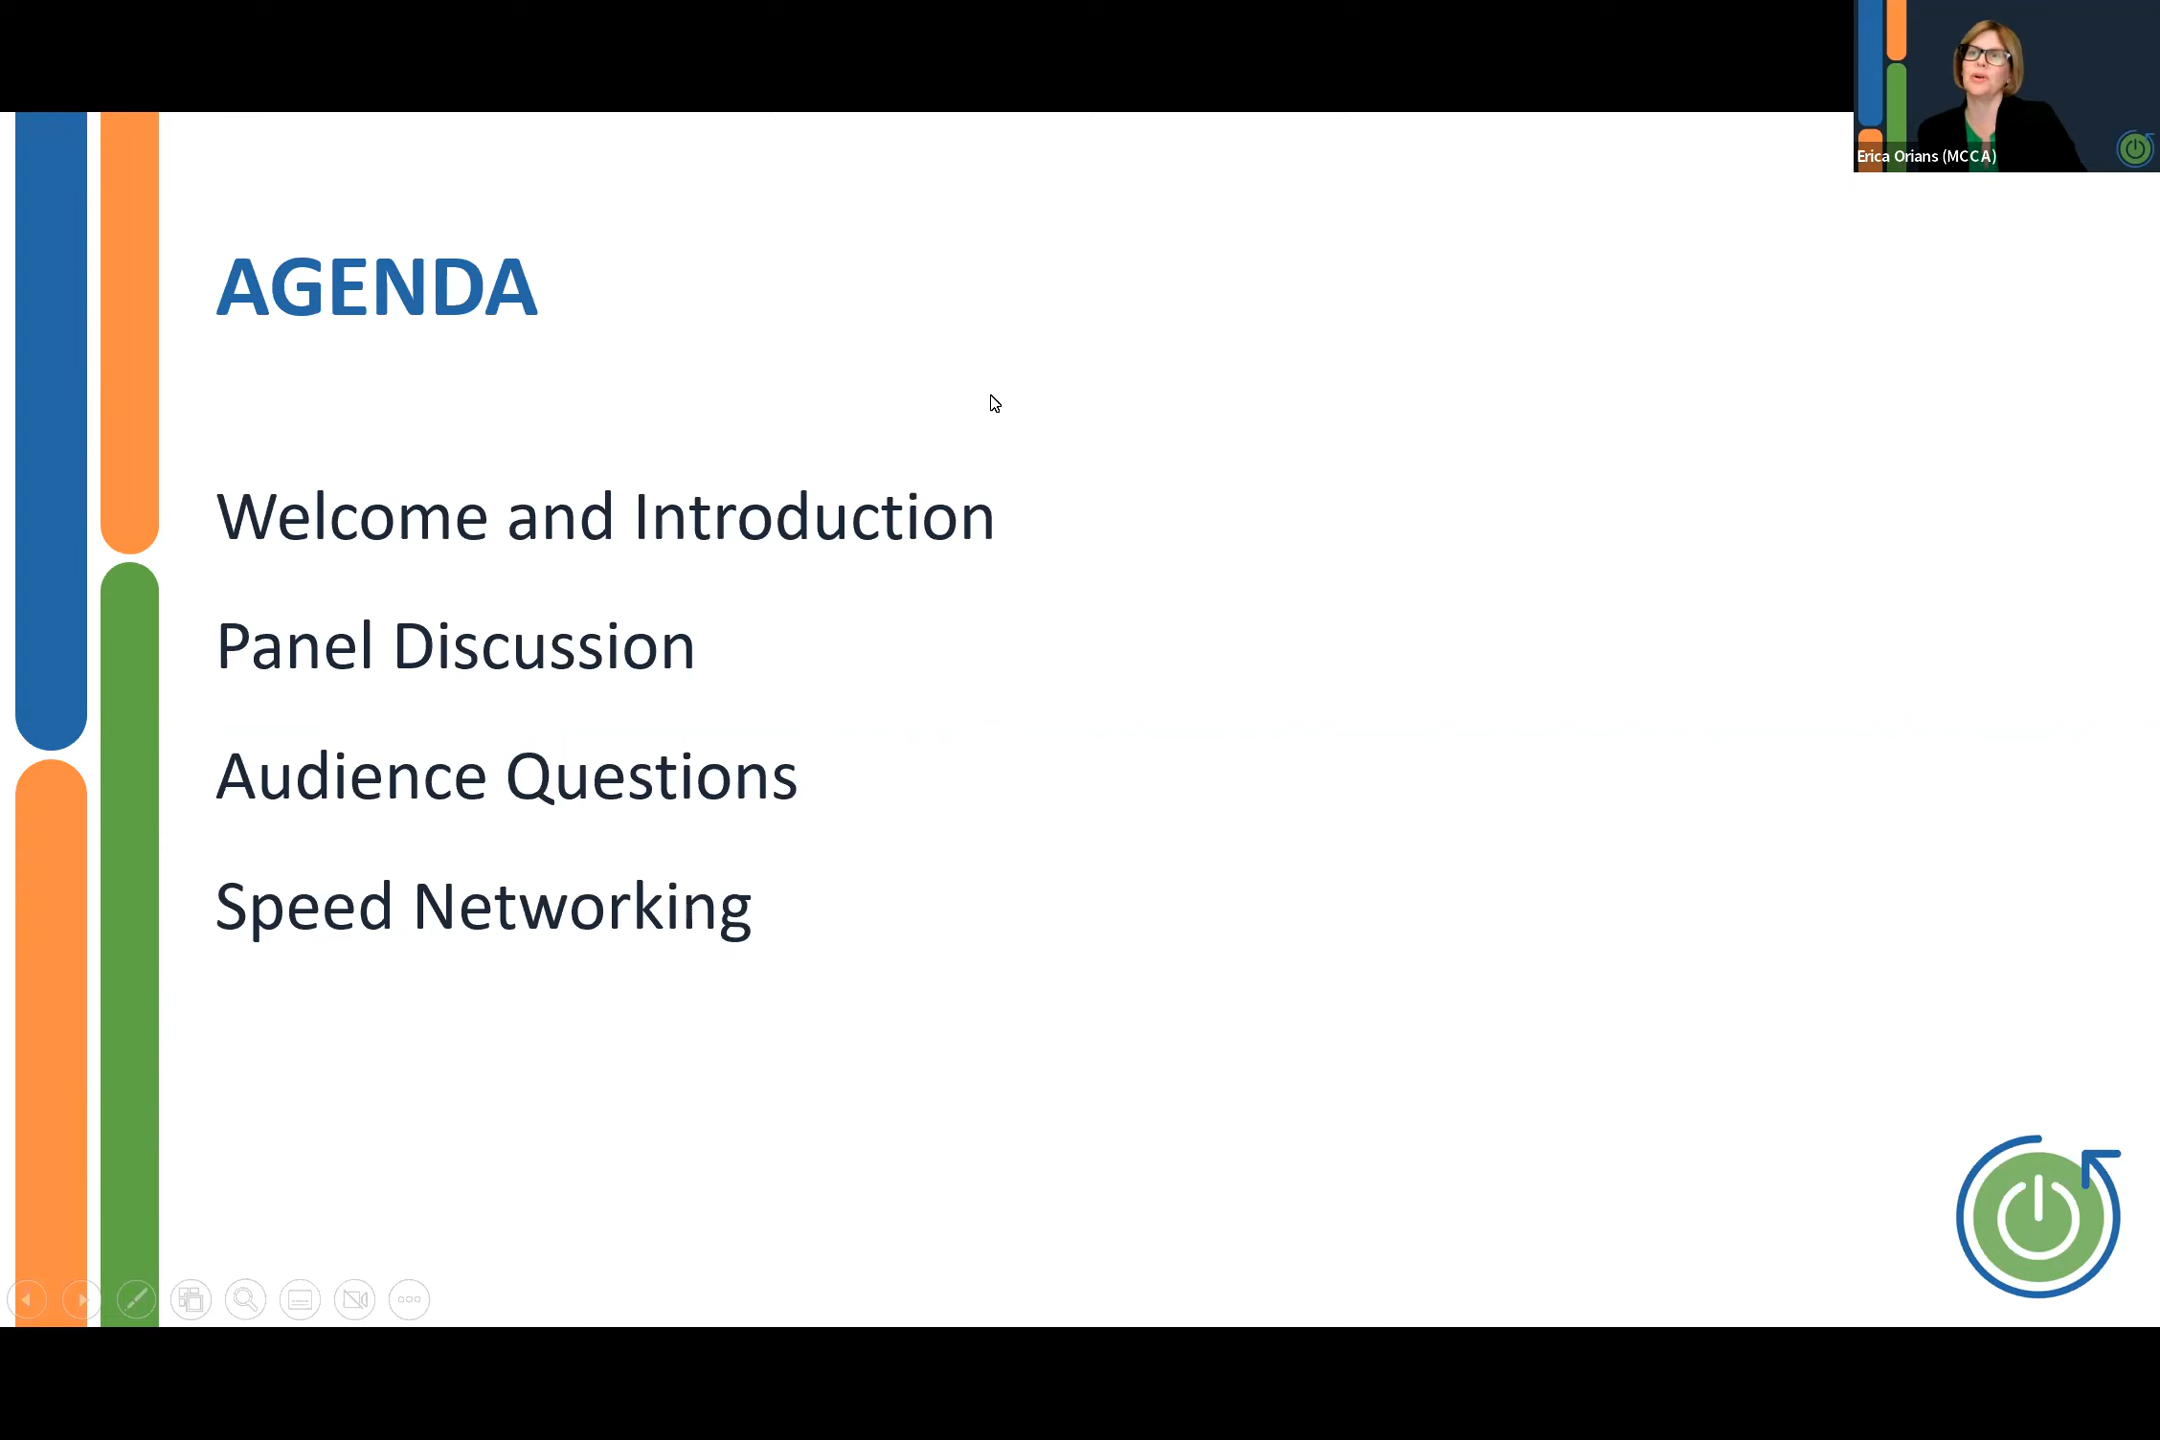 Erica Orians (MCCA)
AGENDA
Welcome and Introduction
Panel Discussion
Audience Questions
Speed Networking